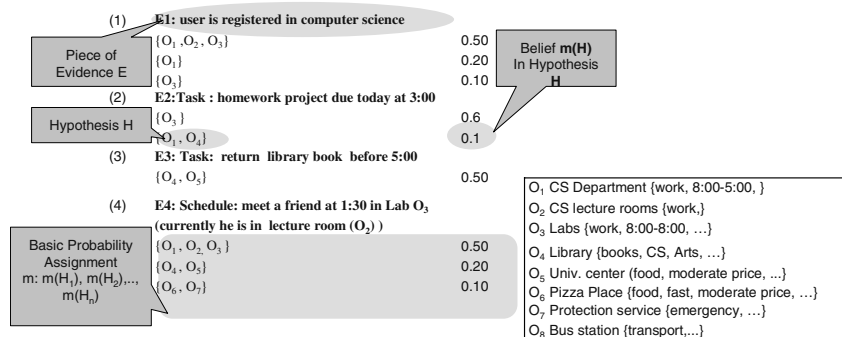 (1) E1: user is registered in computer science
{O₁ ,O₂ , O₃} 0.50
{O₁} 0.20
{O₃} 0.10
Piece of
Evidence E
Belief m(H)
In Hypothesis
H
(2) E2:Task : homework project due today at 3:00
{O₃ } 0.6
{O₁ , O₄} 0.1
Hypothesis H
(3) E3: Task: return library book before 5:00
{O₄ , O₅} 0.50
(4) E4: Schedule: meet a friend at 1:30 in Lab O₃
(currently he is in lecture room (O₂) )
{O₁ , O₂, O₃ } 0.50
{O₄ , O₅} 0.20
{O₆ , O₇} 0.10
Basic Probability
Assignment
m: m(H₁), m(H₂),..,
m(Hₙ)
O₁ CS Department {work, 8:00-5:00, }
O₂ CS lecture rooms {work,}
O₃ Labs {work, 8:00-8:00, …}
O₄ Library {books, CS, Arts, …}
O₅ Univ. center (food, moderate price, ...}
O₆ Pizza Place {food, fast, moderate price, …}
O₇ Protection service {emergency, …}
O₈ Bus station {transport,...}